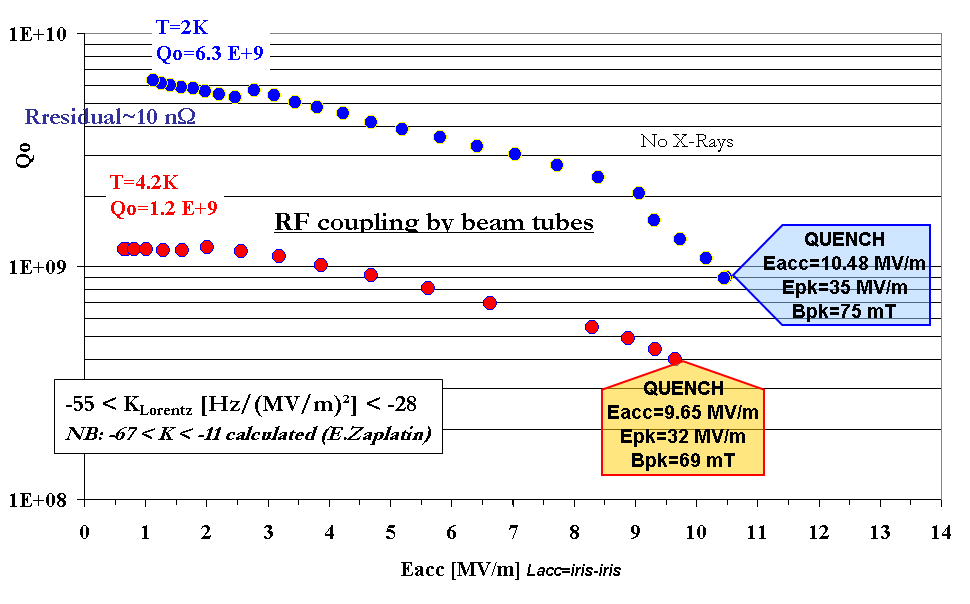 1E+10
T=2K
Qo=6.3 E+9
Rresidual~10 nΩ
No X-Rays
Qo
T=4.2K
Qo=1.2 E+9
RF coupling by beam tubes
1E+09
QUENCH
Eacc=10.48 MV/m
Epk=35 MV/m
Bpk=75 mT
QUENCH
Eacc=9.65 MV/m
Epk=32 MV/m
Bpk=69 mT
-55 < KLorentz [Hz/(MV/m)²] < -28
NB: -67 < K < -11 calculated (E.Zaplatin)
1E+08
0 1 2 3 4 5 6 7 8 9 10 11 12 13 14
Eacc [MV/m] Lacc=iris-iris